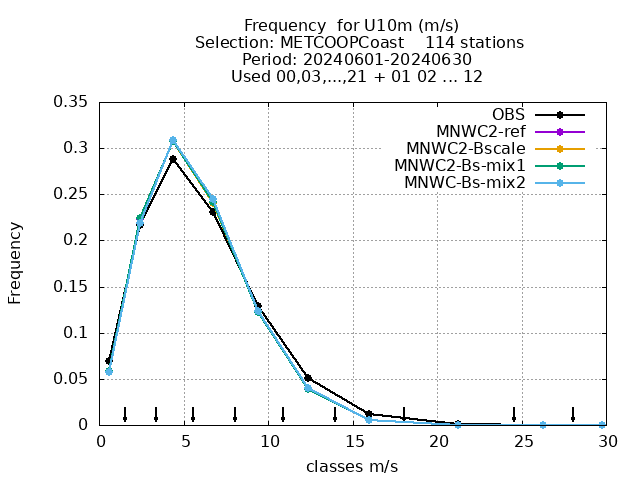 Frequency  for U10m (m/s)
Selection: METCOOPCoast    114 stations
Period: 20240601-20240630
Used 00,03,...,21 + 01 02 ... 12
0.35
0.3
0.25
0.2
0.15
0.1
0.05
0
Frequency
OBS
MNWC2-ref
MNWC2-Bscale
MNWC2-Bs-mix1
MNWC-Bs-mix2
0 5 10 15 20 25 30
classes m/s